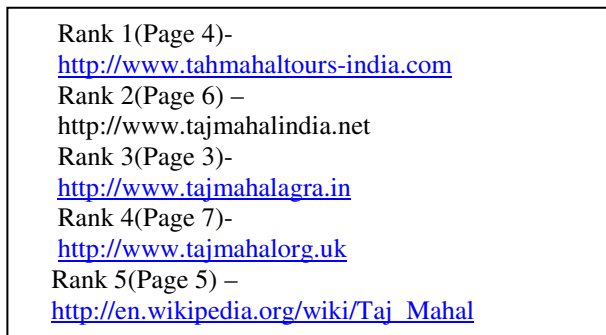 Rank 1(Page 4)-
http://www.tahmahaltours-india.com
Rank 2(Page 6) –
http://www.tajmahalindia.net
Rank 3(Page 3)-
http://www.tajmahalagra.in
Rank 4(Page 7)-
http://www.tajmahalorg.uk
Rank 5(Page 5) –
http://en.wikipedia.org/wiki/Taj_Mahal